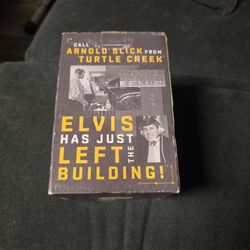 CALL
ARNOLD SLICK FROM
TURTLE CREEK
ELVIS
HAS JUST
LEFT THE
BUILDING!